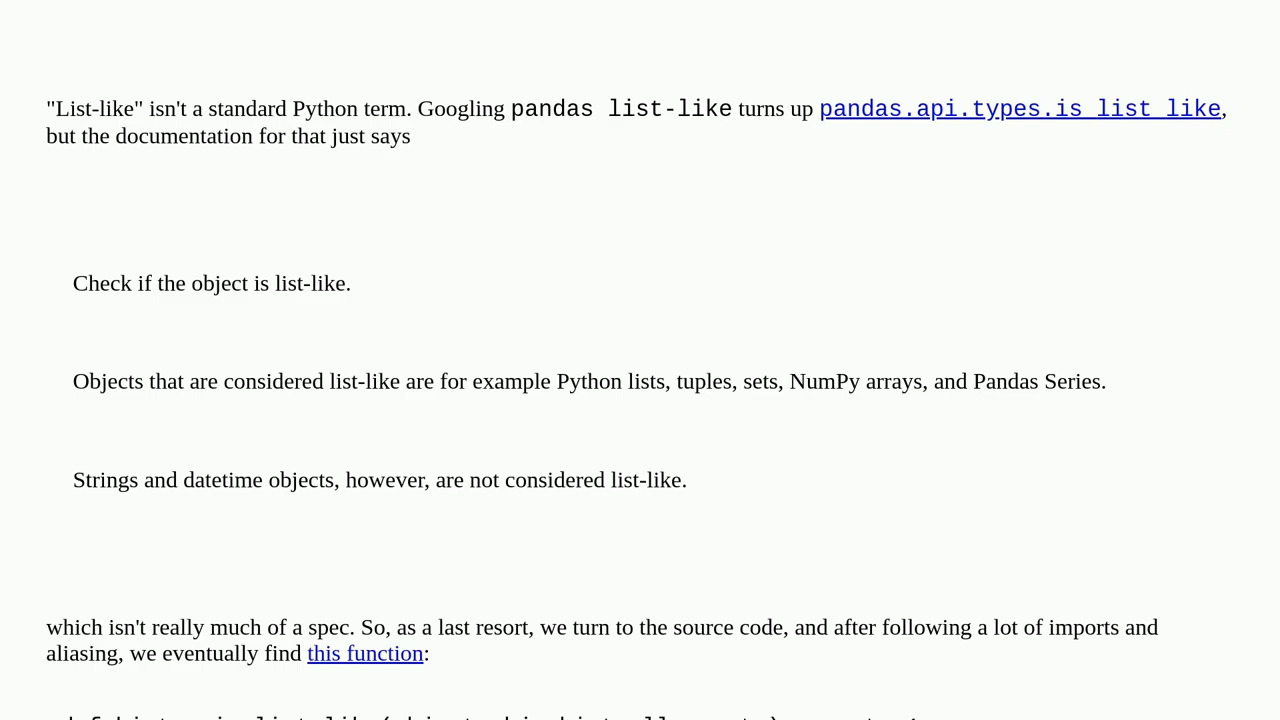 "List-like" isn't a standard Python term. Googling pandas list-like turns up pandas.api.types.is_list_like,
but the documentation for that just says
Check if the object is list-like.
Objects that are considered list-like are for example Python lists, tuples, sets, NumPy arrays, and Pandas Series.
Strings and datetime objects, however, are not considered list-like.
which isn't really much of a spec. So, as a last resort, we turn to the source code, and after following a lot of imports and
aliasing, we eventually find this function: